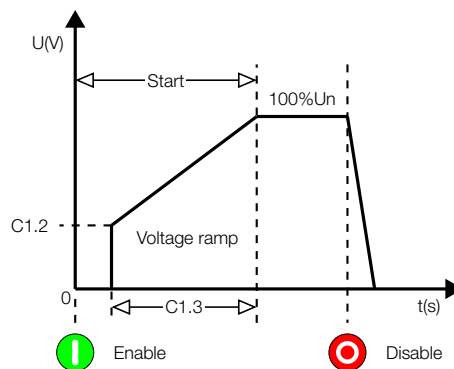 U(V)
Start
100%Un
C1.2
Voltage ramp
0
C1.3
t(s)
Enable
Disable